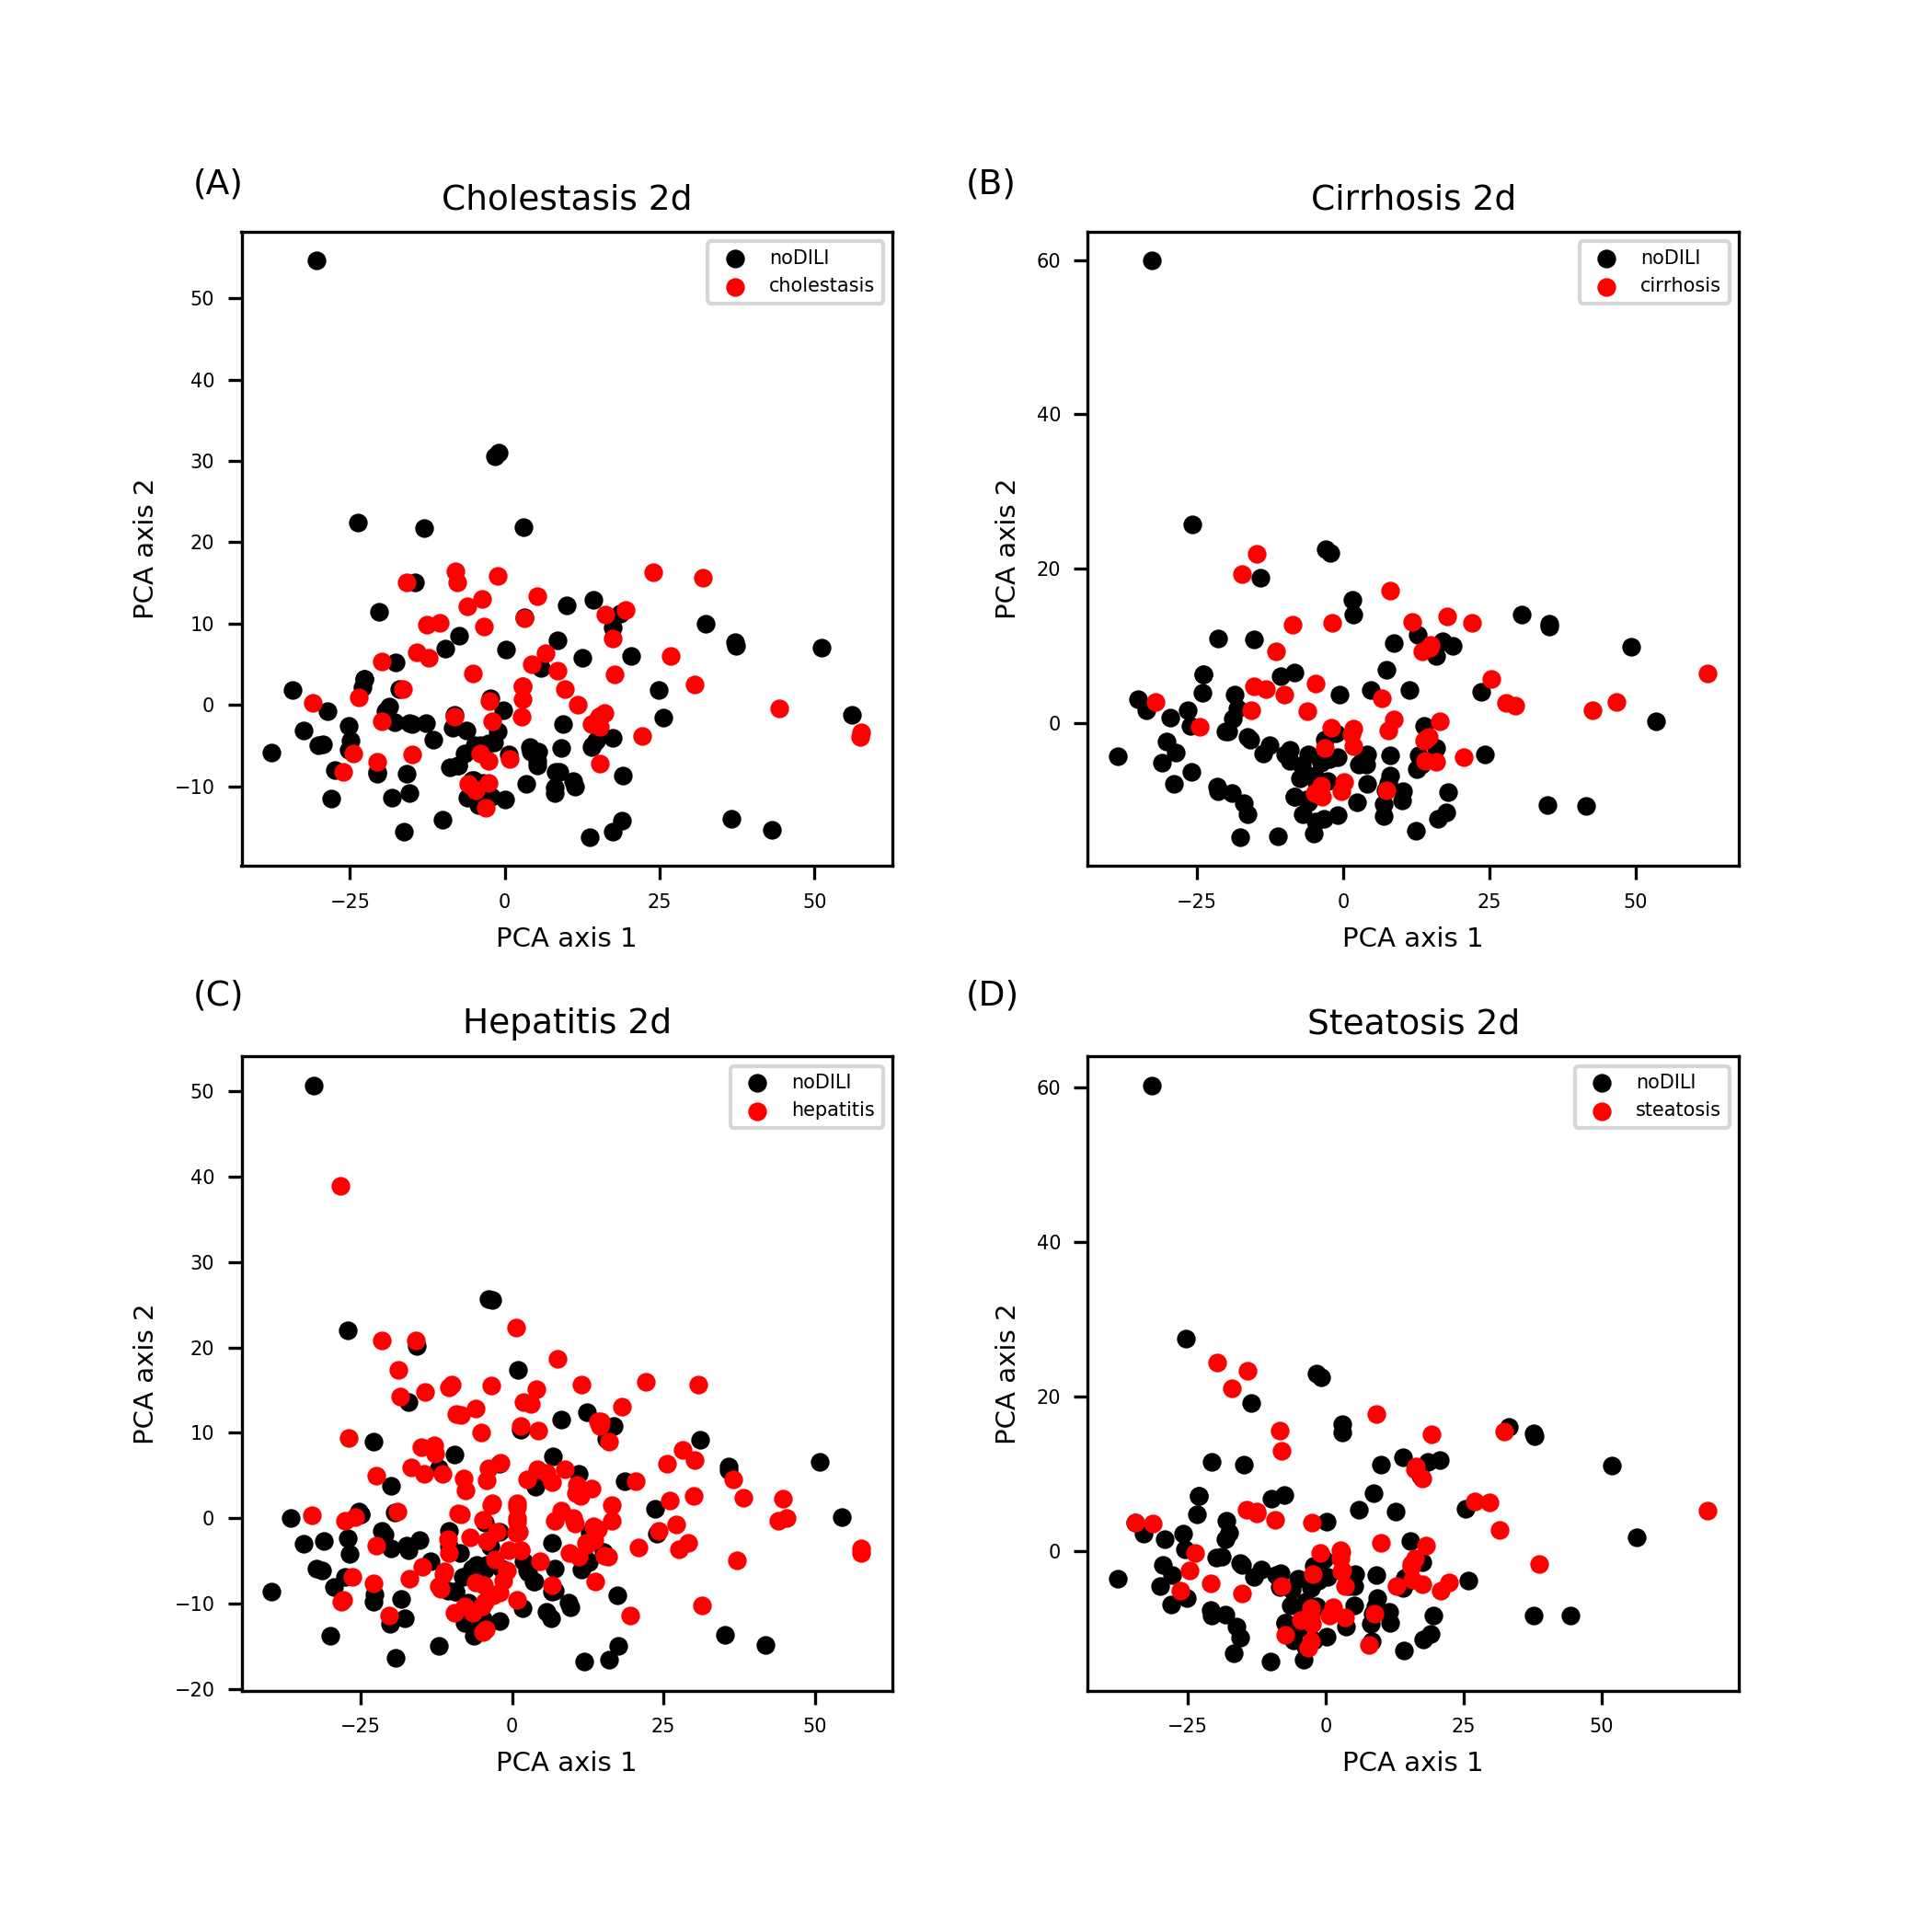 (A)
Cholestasis 2d
noDILI
cholestasis
50
40
30
20
10
0
−10
PCA axis 2
−25 0 25 50
PCA axis 1
(B)
Cirrhosis 2d
noDILI
cirrhosis
60
40
20
0
PCA axis 2
−25 0 25 50
PCA axis 1
(C)
Hepatitis 2d
noDILI
hepatitis
50
40
30
20
10
0
−10
−20
PCA axis 2
−25 0 25 50
PCA axis 1
(D)
Steatosis 2d
noDILI
steatosis
60
40
20
0
PCA axis 2
−25 0 25 50
PCA axis 1